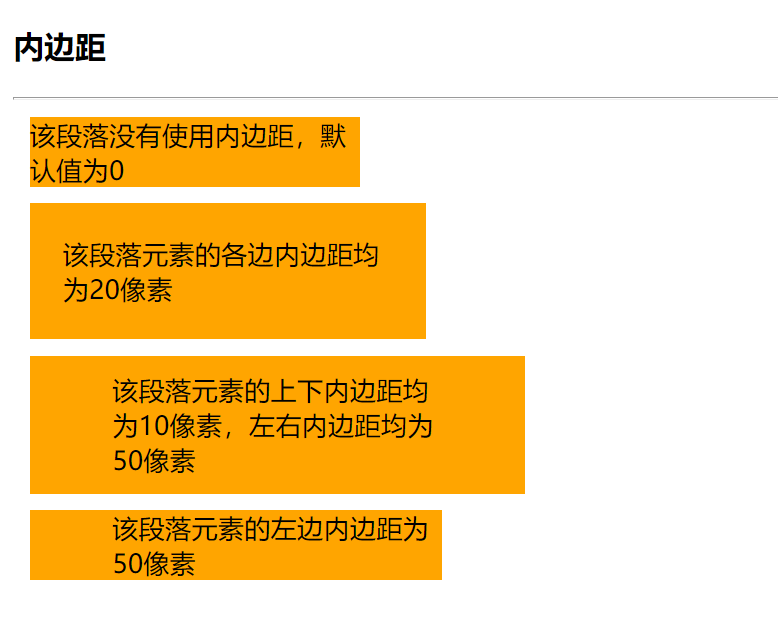 内边距
该段落没有使用内边距，默
认值为0
该段落元素的各边内边距均
为20像素
该段落元素的上下内边距均
为10像素，左右内边距均为
50像素
该段落元素的左边内边距为
50像素